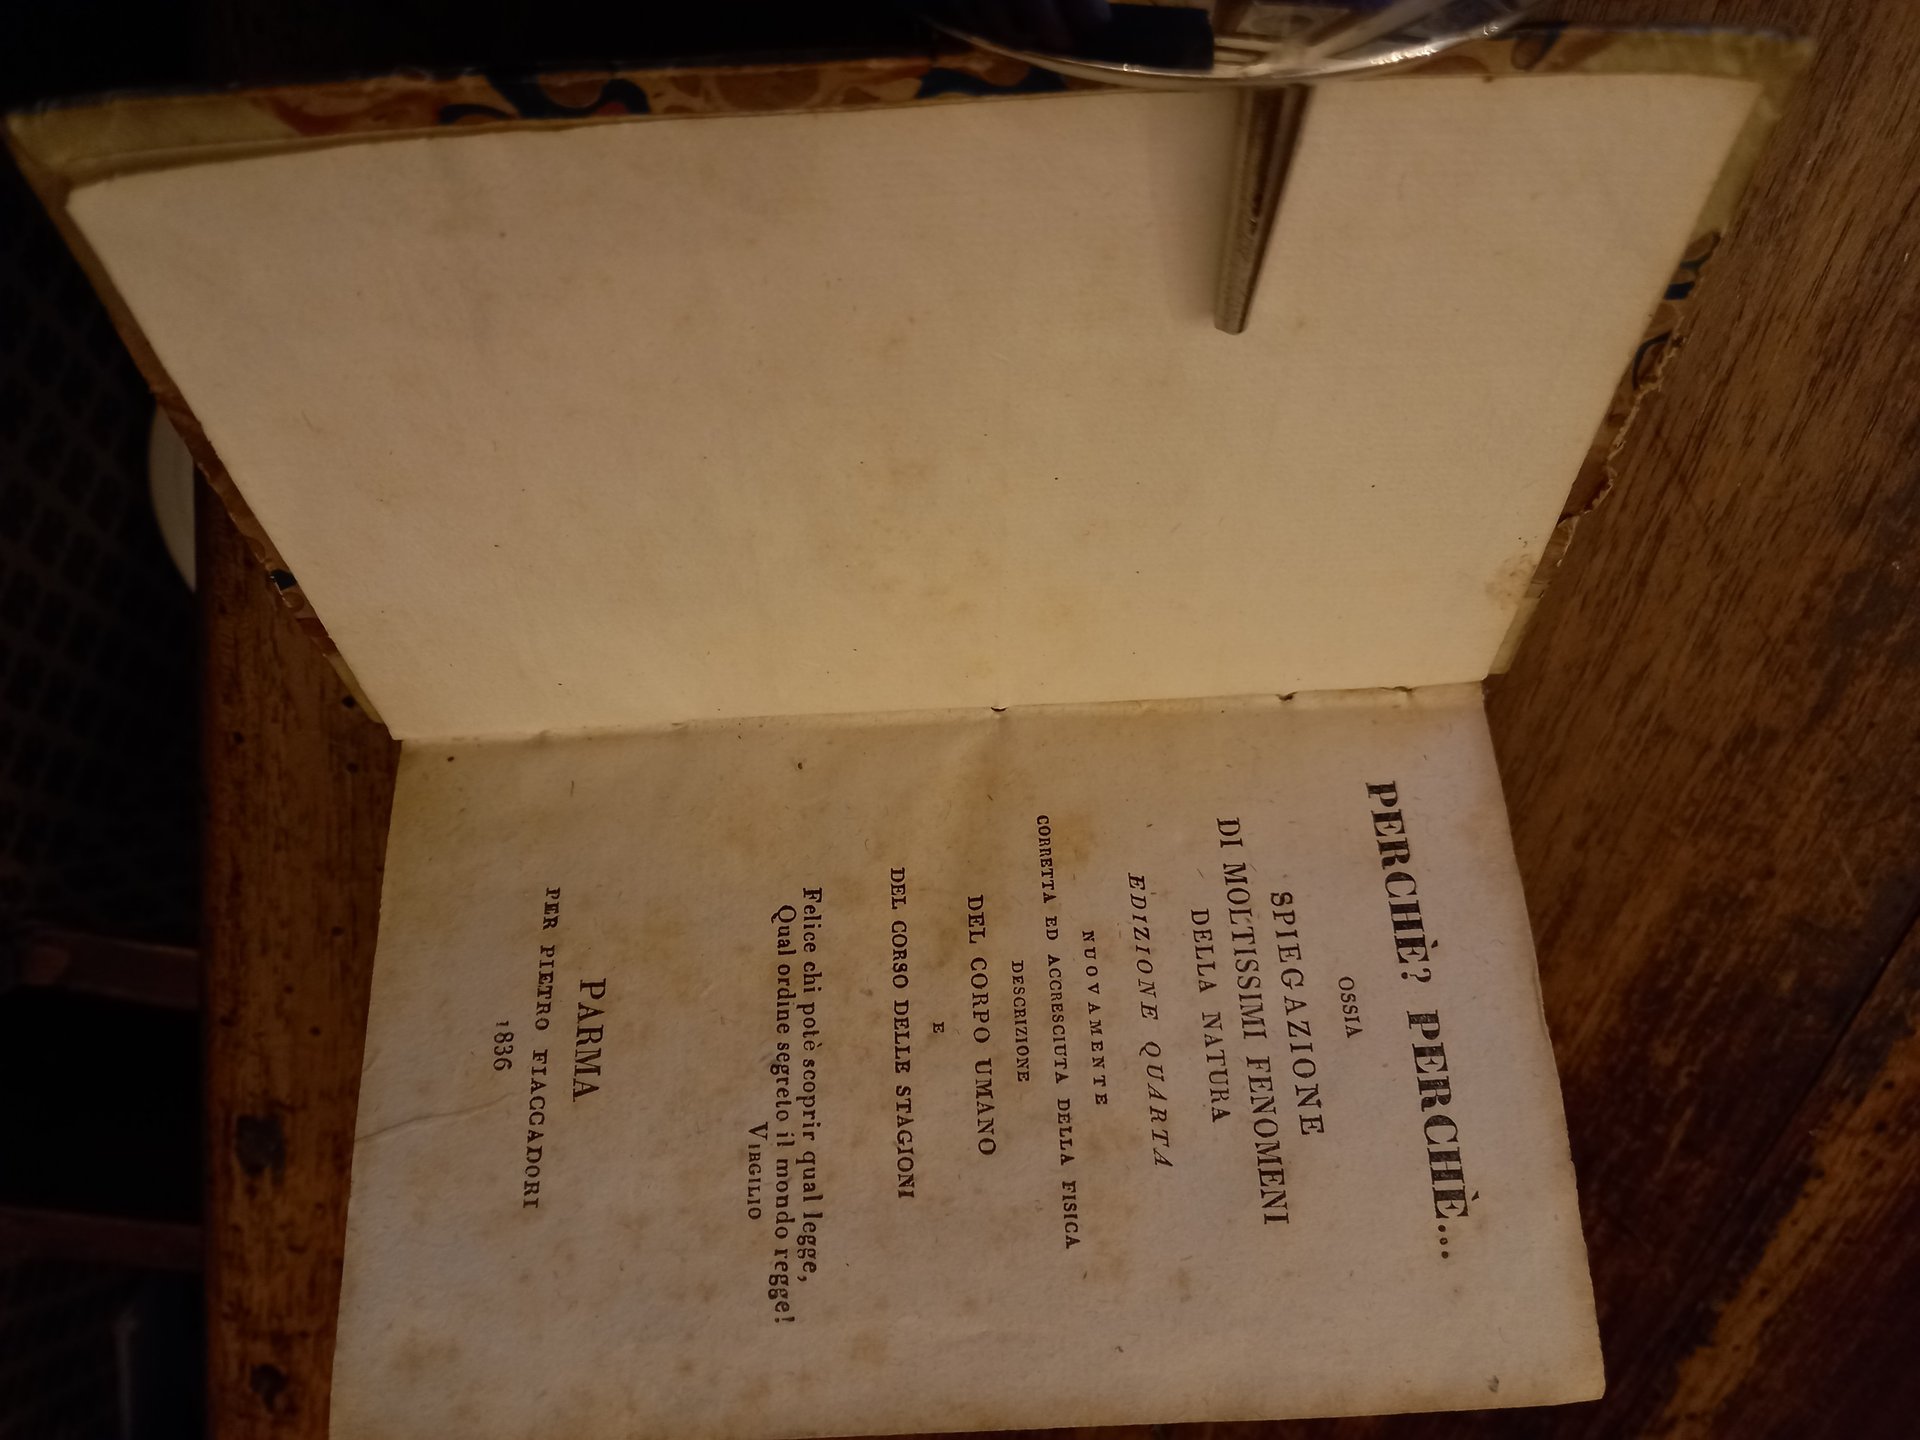 PERCHÈ? PERCHÈ...
OSSIA
SPIEGAZIONE
DI MOLTISSIMI FENOMENI
DELLA NATURA
EDIZIONE QUARTA
NUOVAMENTE
CORRETTA ED ACCRESCIUTA DELLA FISICA
DESCRIZIONE
DEL CORPO UMANO
E
DEL CORSO DELLE STAGIONI
Felice chi potè scoprir qual legge,
Qual ordine segreto il mondo regge!
VIRGILIO
PARMA
PER PIETRO FIACCADORI
1836